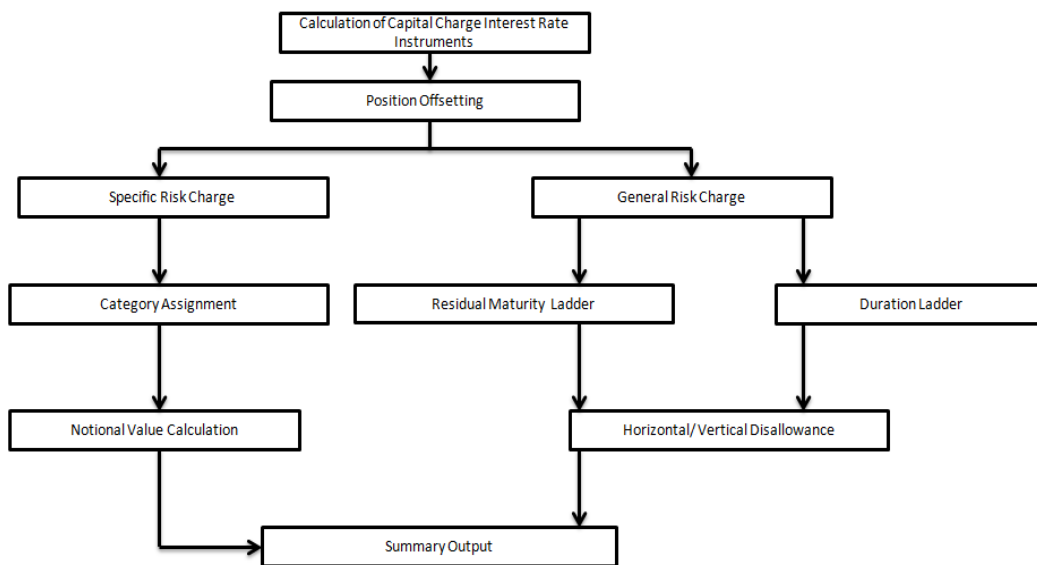 Calculation of Capital Charge Interest Rate
Instruments
Position Offsetting
Specific Risk Charge
General Risk Charge
Category Assignment
Residual Maturity Ladder
Duration Ladder
Notional Value Calculation
Horizontal/ Vertical Disallowance
Summary Output